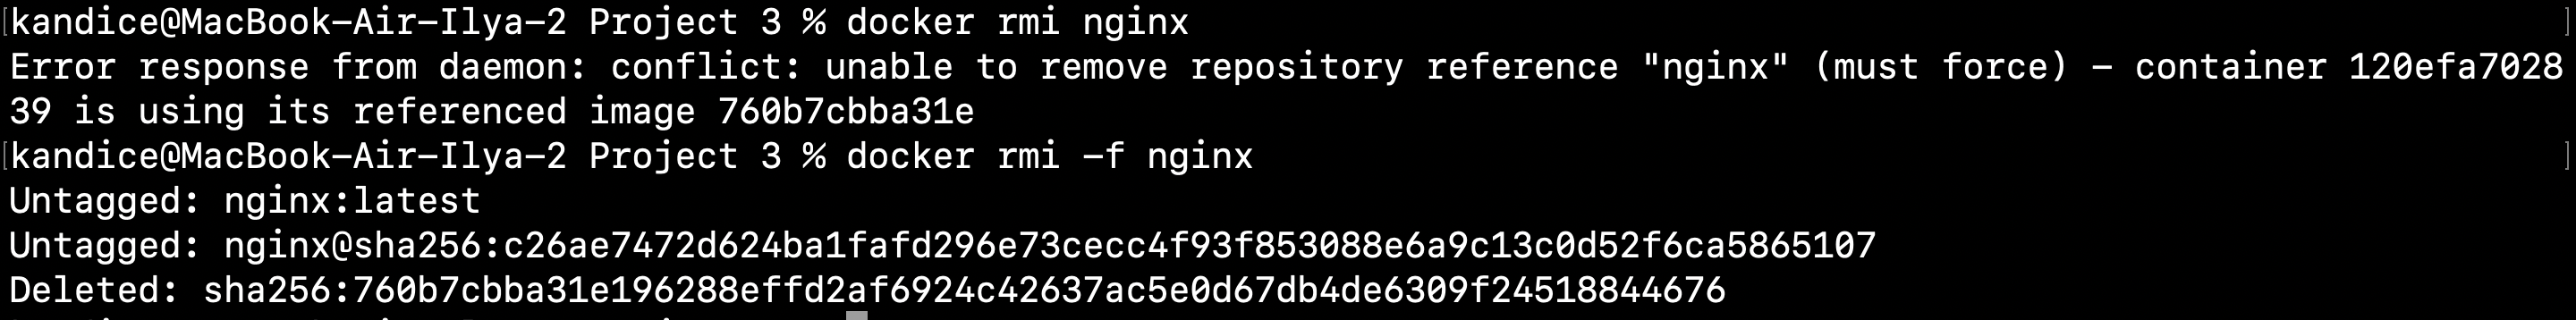 [kandice@MacBook-Air-Ilya-2 Project 3 % docker rmi nginx ]
Error response from daemon: conflict: unable to remove repository reference "nginx" (must force) - container 120efa7028
39 is using its referenced image 760b7cbba31e
[kandice@MacBook-Air-Ilya-2 Project 3 % docker rmi -f nginx ]
Untagged: nginx:latest
Untagged: nginx@sha256:c26ae7472d624ba1fafd296e73cecc4f93f853088e6a9c13c0d52f6ca5865107
Deleted: sha256:760b7cbba31e196288effd2af6924c42637ac5e0d67db4de6309f24518844676